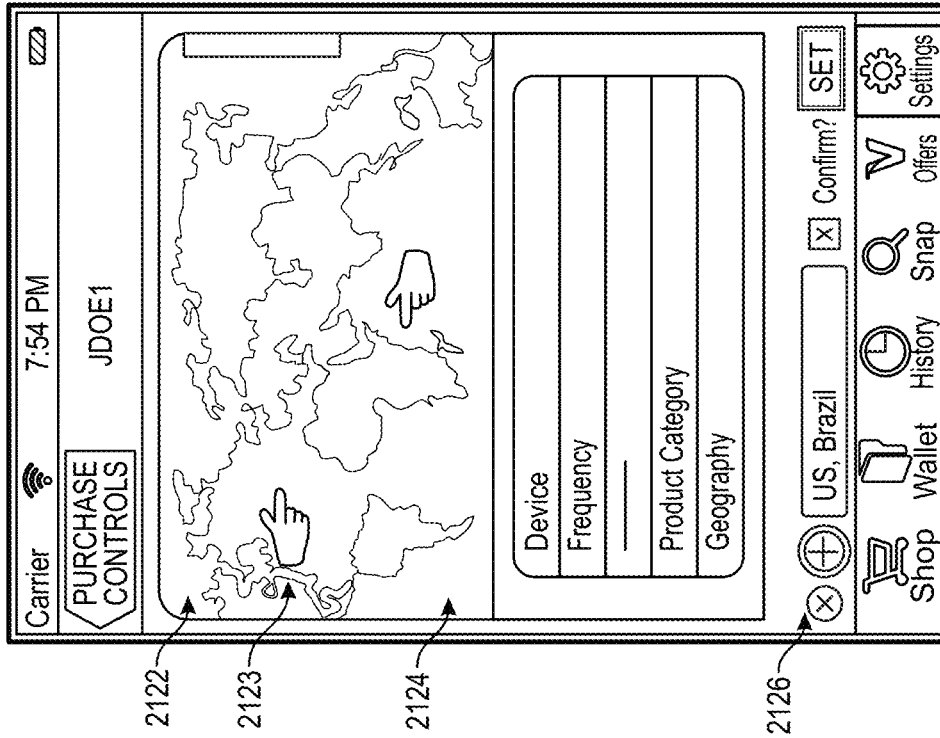 Carrier 7:54 PM
PURCHASE
CONTROLS
JDOE1
2122
2123
2124
Device
Frequency
Product Category
Geography
2126
US, Brazil
X Confirm?
SET
Shop
Wallet
History
Snap
Offers
Settings